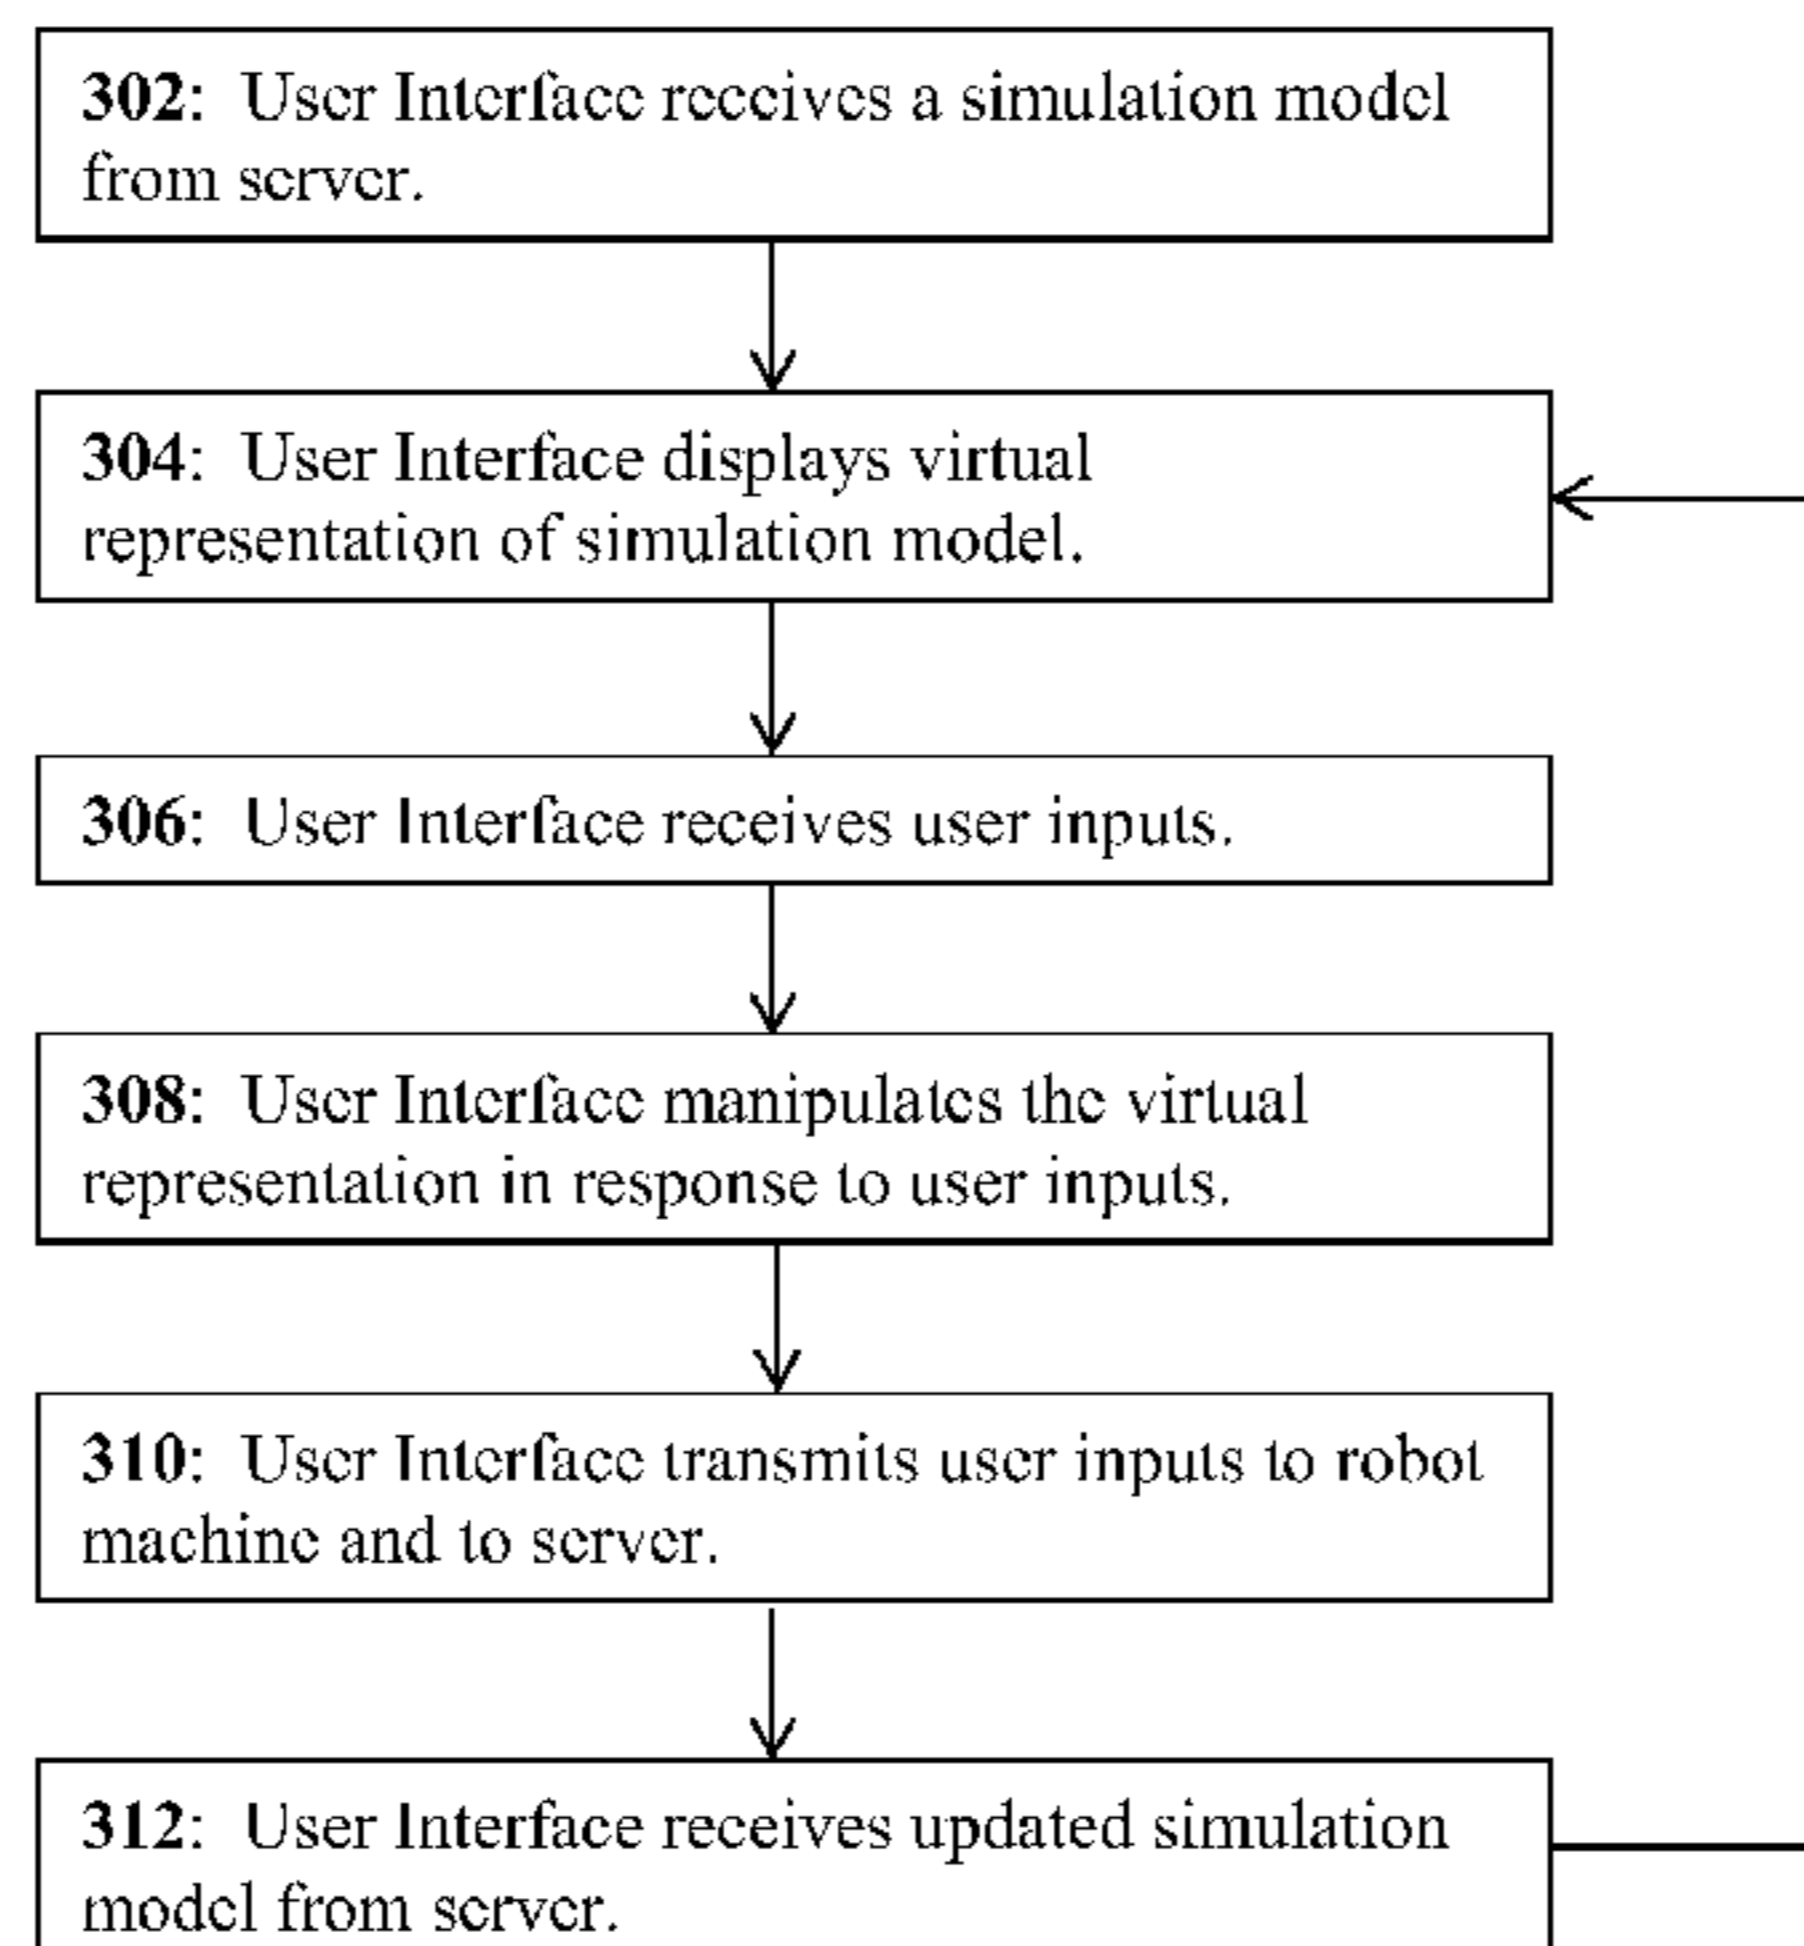 302: User Interface receives a simulation model
from server.
304: User Interface displays virtual
representation of simulation model.
306: User Interface receives user inputs.
308: User Interface manipulates the virtual
representation in response to user inputs.
310: User Interface transmits user inputs to robot
machine and to server.
312: User Interface receives updated simulation
model from server.